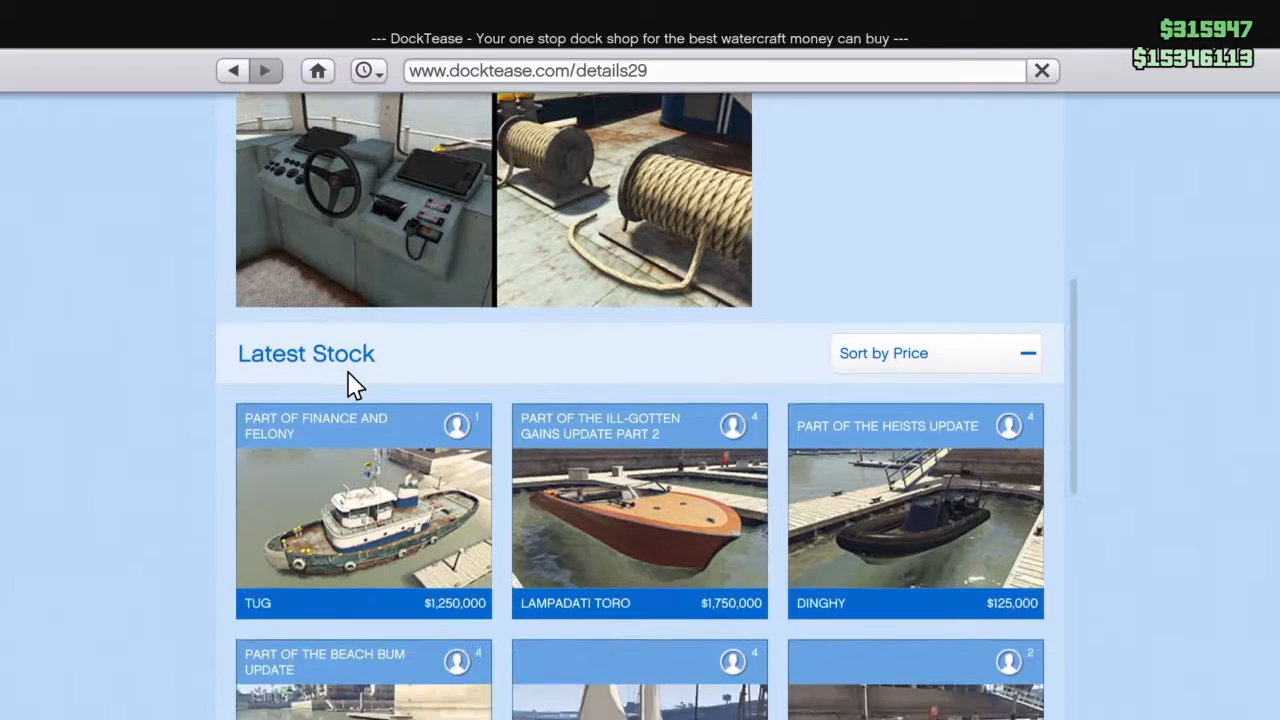 $315947
--- DockTease - Your one stop dock shop for the best watercraft money can buy ---
$15346113
www.docktease.com/details29
Latest Stock
Sort by Price
PART OF FINANCE AND
FELONY
1
PART OF THE ILL-GOTTEN
GAINS UPDATE PART 2
4
PART OF THE HEISTS UPDATE
4
TUG
$1,250,000
LAMPADATI TORO
$1,750,000
DINGHY
$125,000
PART OF THE BEACH BUM
UPDATE
4
4
2